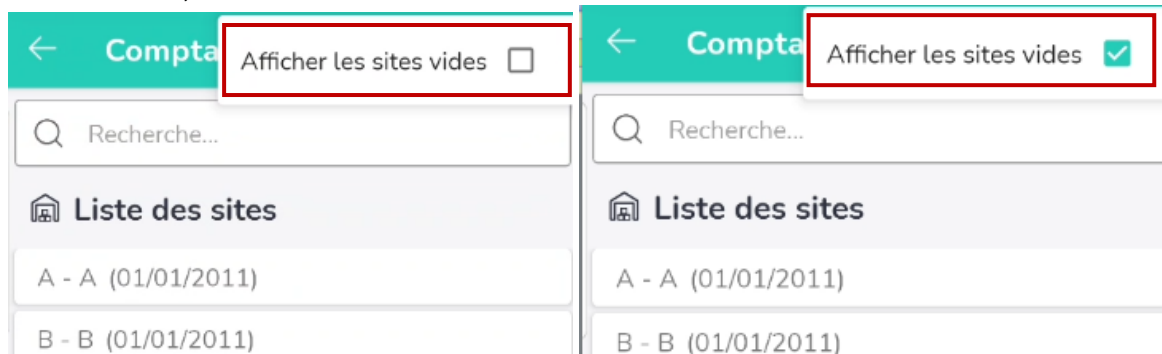 Compta
Afficher les sites vides
Recherche...
Liste des sites
A - A (01/01/2011)
B - B (01/01/2011)
Compta
Afficher les sites vides
Recherche...
Liste des sites
A - A (01/01/2011)
B - B (01/01/2011)